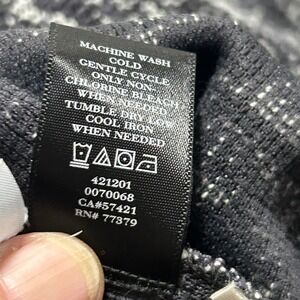 MACHINE WASH
COLD
GENTLE CYCLE
ONLY NON-
CHLORINE BLEACH
WHEN NEEDED
TUMBLE DRY LOW
COOL IRON
WHEN NEEDED
421201
0070068
CA#57421
RN# 77379